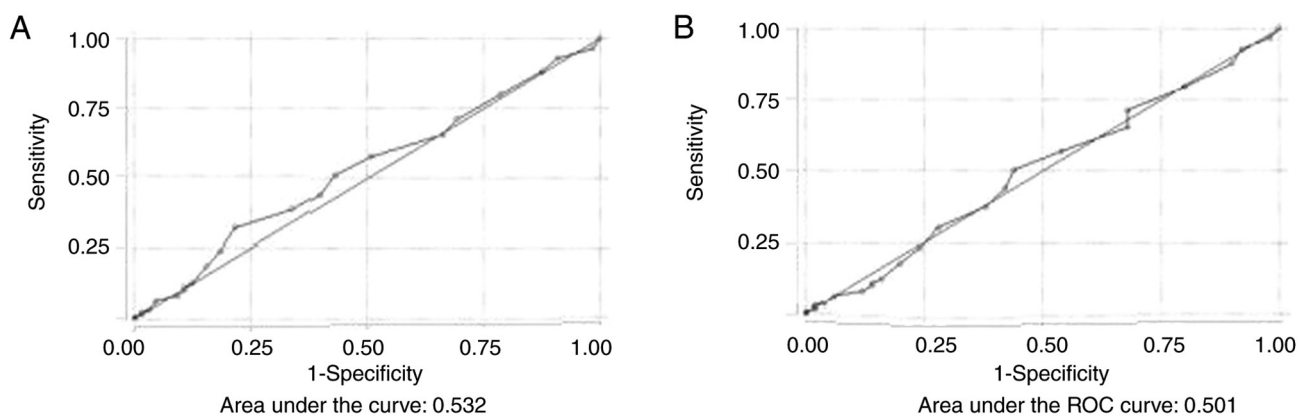 A
1.00
0.75
0.50
0.25
Sensitivity
0.00 0.25 0.50 0.75 1.00
1-Specificity
Area under the curve: 0.532
B
1.00
0.75
0.50
0.25
Sensitivity
0.00 0.25 0.50 0.75 1.00
1-Specificity
Area under the ROC curve: 0.501